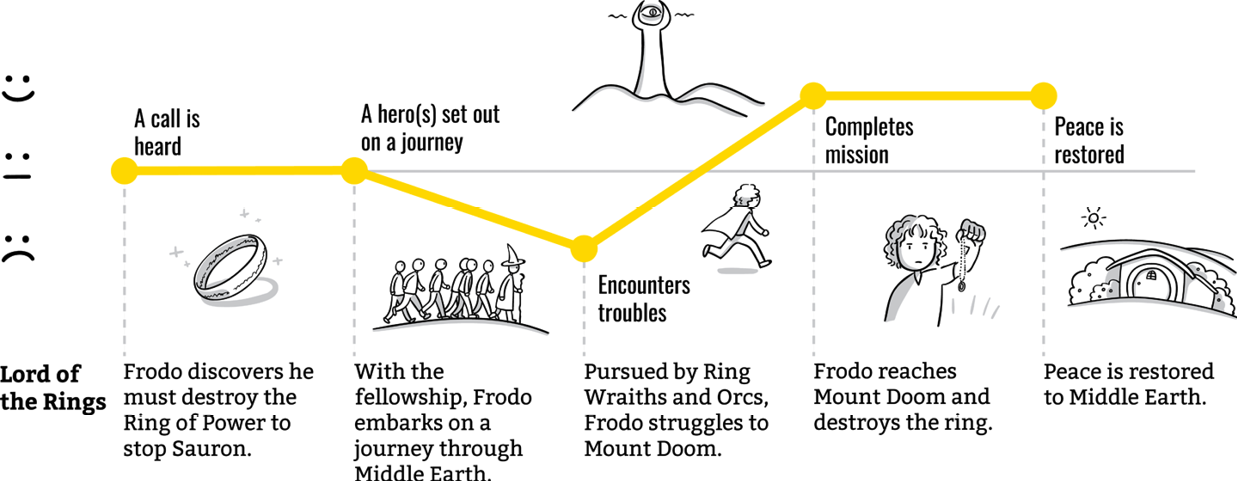 A call is
heard
A hero(s) set out
on a journey
Encounters
troubles
Completes
mission
Peace is
restored
Lord of
the Rings
Frodo discovers he
must destroy the
Ring of Power to
stop Sauron.
With the
fellowship, Frodo
embarks on a
journey through
Middle Earth.
Pursued by Ring
Wraiths and Orcs,
Frodo struggles to
Mount Doom.
Frodo reaches
Mount Doom and
destroys the ring.
Peace is restored
to Middle Earth.